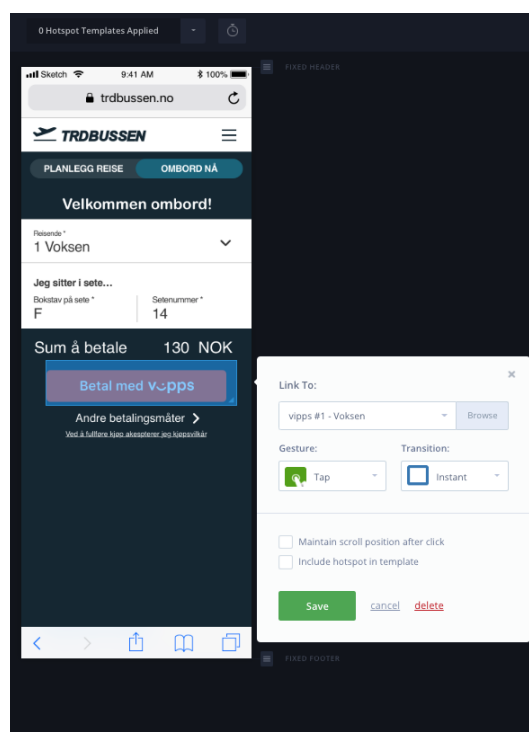 0 Hotspot Templates Applied
FIXED HEADER
Sketch 9:41 AM 100%
trdbussen.no
TRDBUSSEN
PLANLEGG REISE OMBORD NÅ
Velkommen ombord!
Reisende *
1 Voksen
Jeg sitter i sete...
Bokstav på sete * Setenummer *
F 14
Sum å betale 130 NOK
Betal med vipps
Andre betalingsmåter
Ved å fullføre kjøp aksepterer jeg kjøpsvilkår
Link To:
vipps #1 - Voksen Browse
Gesture: Transition:
Tap Instant
Maintain scroll position after click
Include hotspot in template
Save cancel delete
FIXED FOOTER